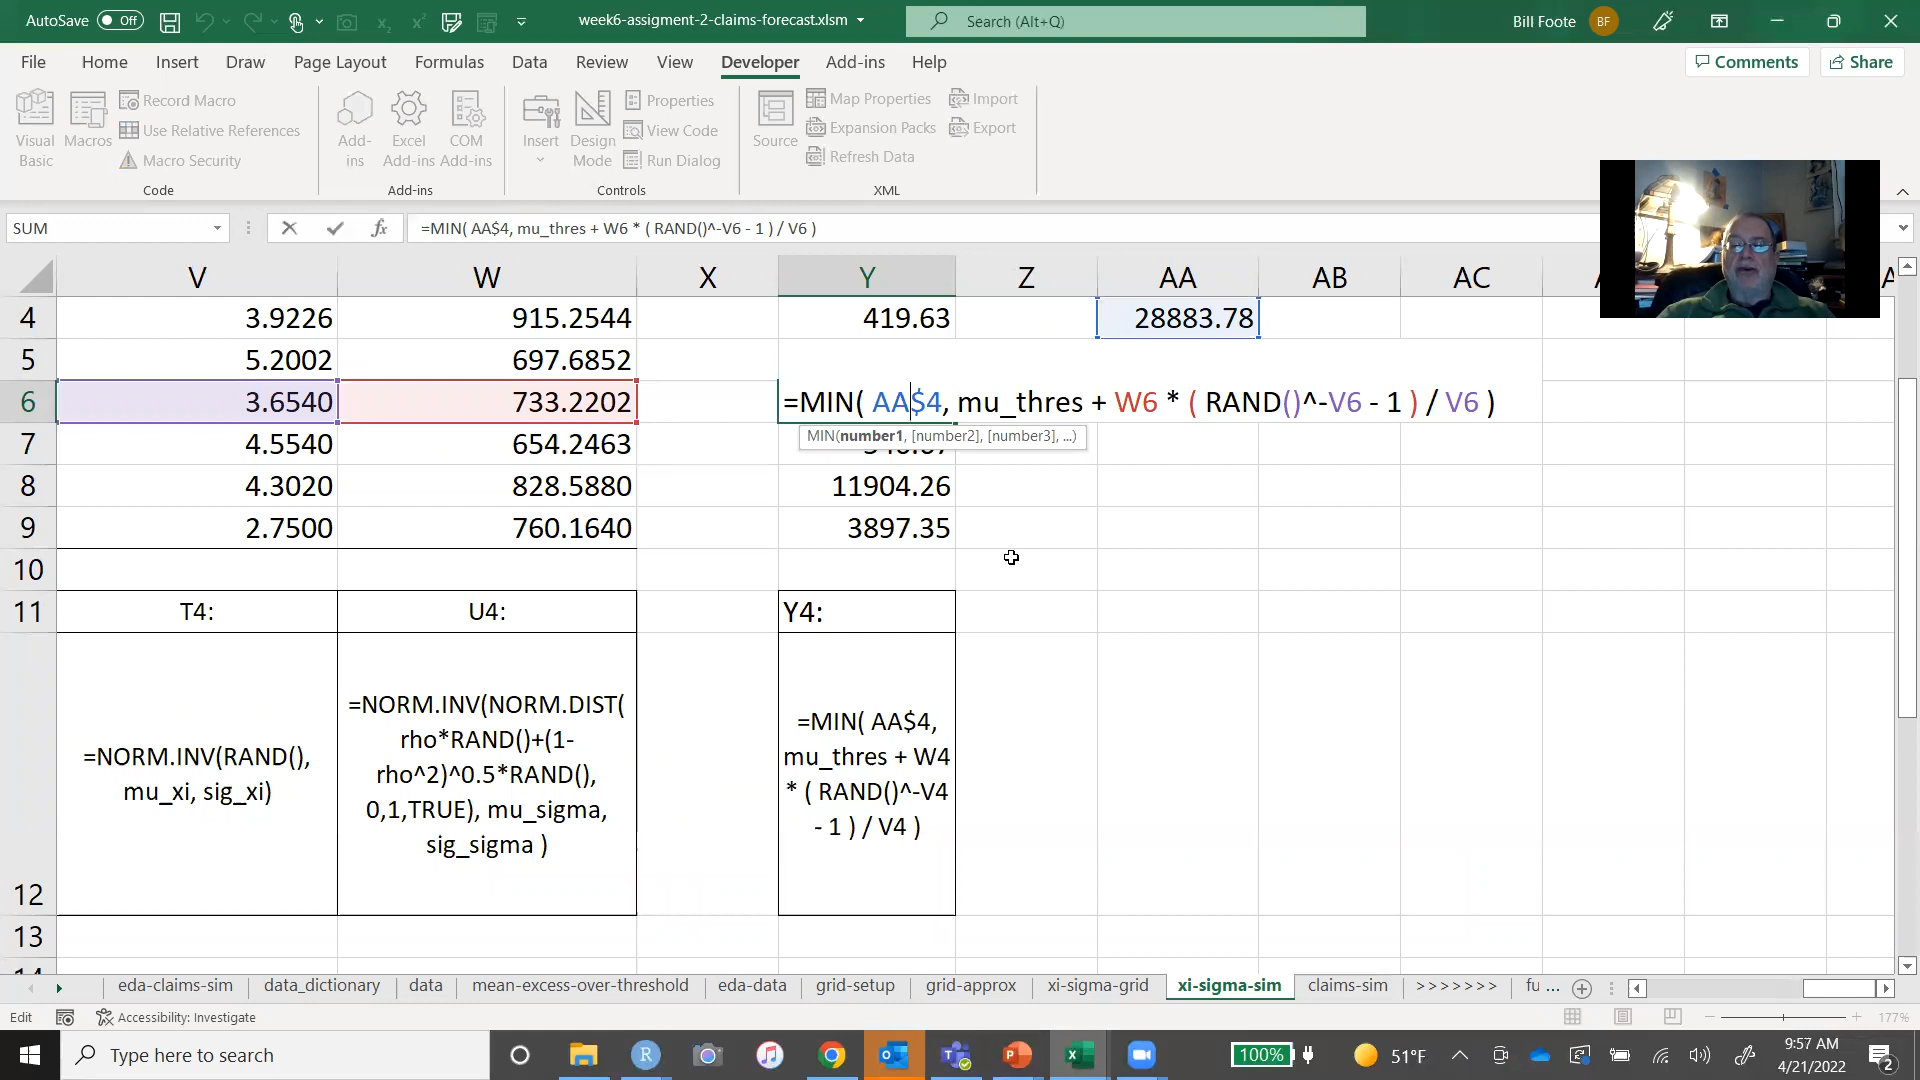 AutoSave Off
week6-assigment-2-claims-forecast.xlsm
Search (Alt+Q)
Bill Foote BF
File Home Insert Draw Page Layout Formulas Data Review View Developer Add-ins Help
Comments Share
Visual Basic
Macros
Record Macro
Use Relative References
Macro Security
Code
Add-ins
Excel Add-ins
COM Add-ins
Add-ins
Insert
Design Mode
Properties
View Code
Run Dialog
Controls
Source
Map Properties
Expansion Packs
Refresh Data
Import
Export
XML
SUM
fx
=MIN( AA$4, mu_thres + W6 * ( RAND()^-V6 - 1 ) / V6 )
V W X Y Z AA AB AC
4 3.9226 915.2544 419.63 28883.78
5 5.2002 697.6852
6 3.6540 733.2202 =MIN( AA$4, mu_thres + W6 * ( RAND()^-V6 - 1 ) / V6 )
MIN(number1, [number2], [number3], ...)
7 4.5540 654.2463
8 4.3020 828.5880 11904.26
9 2.7500 760.1640 3897.35
10
11 T4: U4: Y4:
=NORM.INV(RAND(),
mu_xi, sig_xi)
=NORM.INV(NORM.DIST(
rho*RAND()+(1-
rho^2)^0.5*RAND(),
0,1,TRUE), mu_sigma,
sig_sigma )
=MIN( AA$4,
mu_thres + W4
* ( RAND()^-V4
- 1 ) / V4 )
12
13
eda-claims-sim data_dictionary data mean-excess-over-threshold eda-data grid-setup grid-approx xi-sigma-grid xi-sigma-sim claims-sim >>>>>>> fu ...
Edit
Accessibility: Investigate
177%
Type here to search
100%
51°F
9:57 AM
4/21/2022
2